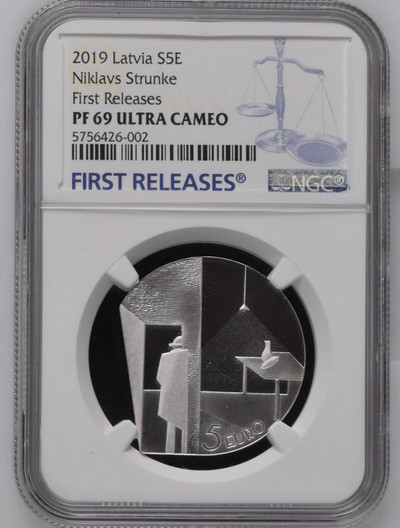 2019 Latvia S5E
Niklavs Strunke
First Releases
PF 69 ULTRA CAMEO
5756426-002
FIRST RELEASES®
NGC®
5 EURO